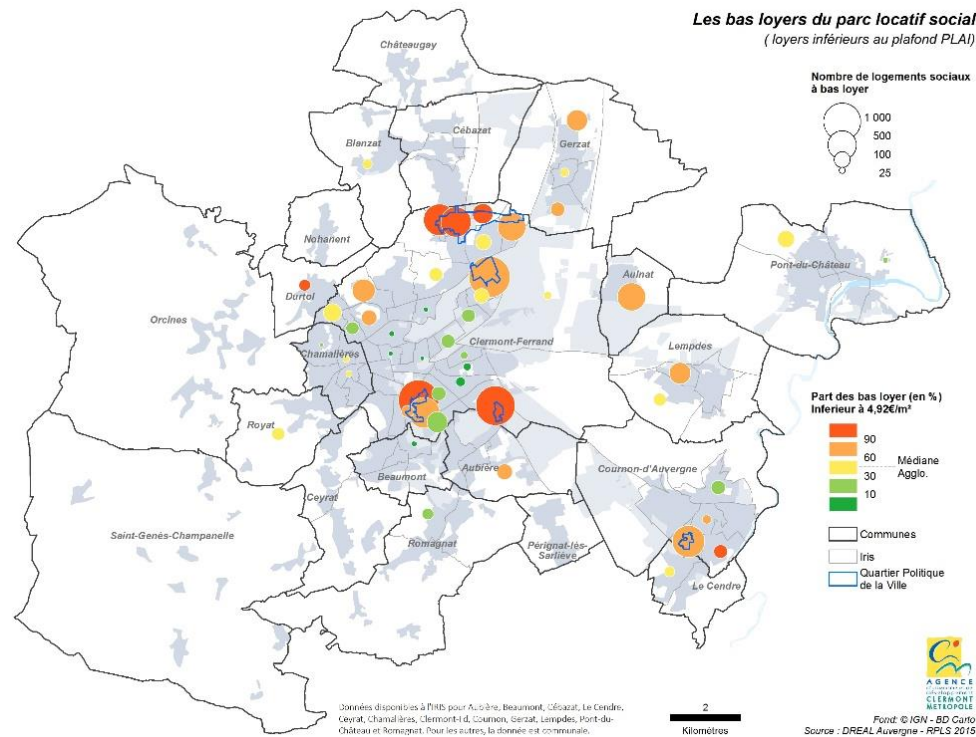 Les bas loyers du parc locatif social
( loyers inférieurs au plafond PLAI)
Nombre de logements sociaux
à bas loyer
1 000
500
100
25
Châteaugay
Cébazat
Gerzat
Blanzat
Nohanent
Durtol
Aulnat
Pont-du-Château
Orcines
Clermont-Ferrand
Chamalières
Lempdes
Royat
Beaumont
Aubière
Cournon-d'Auvergne
Ceyrat
Romagnat
Pérignat-lès-
Sarliève
Le Cendre
Saint-Genès-Champanelle
Part des bas loyer (en %)
Inferieur à 4,92€/m²
90
60
30
10
Médiane
Agglo.
Communes
Iris
Quartier Politique
de la Ville
Données disponibles à l'IRIS pour Aubière, Beaumont, Cébazat, Le Cendre,
Ceyrat, Chamalières, Clermont-Fd, Cournon, Gerzat, Lempdes, Pont-du-
Château et Romagnat. Pour les autres, la donnée est communale.
2
Kilomètres
AGENCE
CLERMONT
METROPOLE
Fond: © IGN - BD Carto
Source : DREAL Auvergne - RPLS 2012